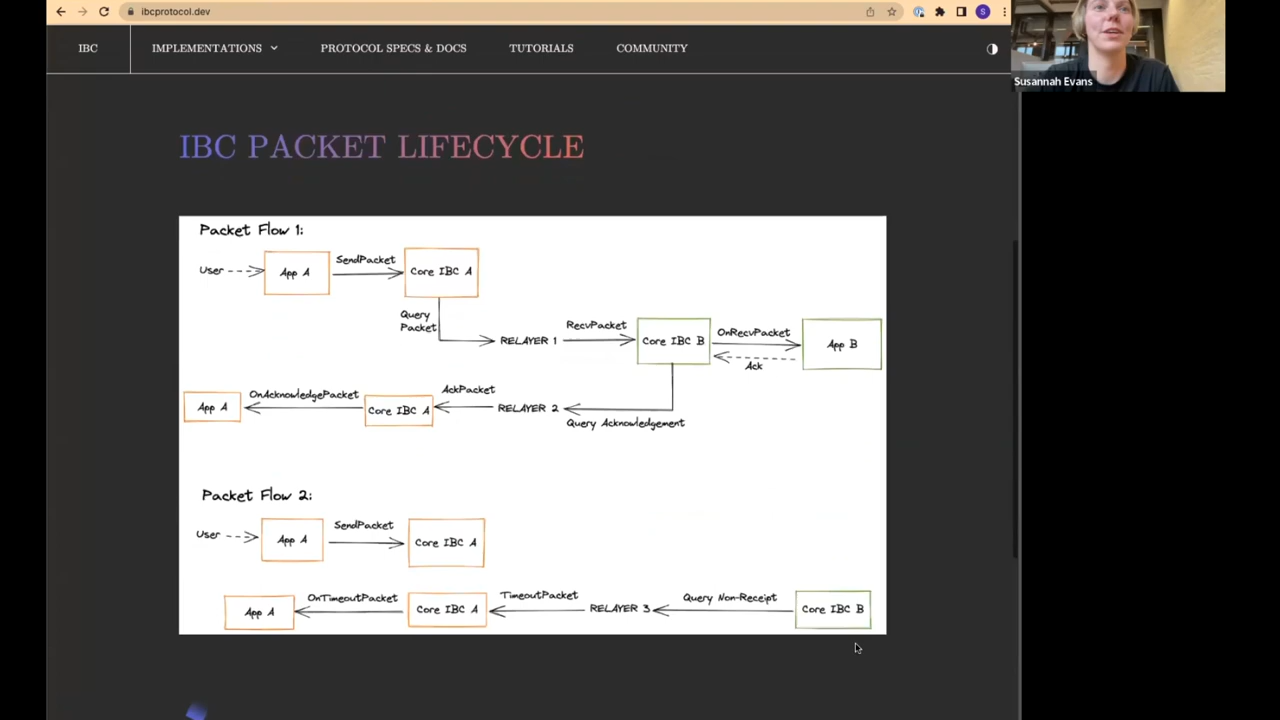 ibcprotocol.dev
S
IBC
IMPLEMENTATIONS
PROTOCOL SPECS & DOCS
TUTORIALS
COMMUNITY
Susannah Evans
IBC PACKET LIFECYCLE
Packet Flow 1:
User
App A
SendPacket
Core IBC A
Query
Packet
RELAYER 1
RecvPacket
Core IBC B
OnRecvPacket
Ack
App B
App A
OnAcknowledgePacket
Core IBC A
AckPacket
RELAYER 2
Query Acknowledgement
Packet Flow 2:
User
App A
SendPacket
Core IBC A
App A
OnTimeoutPacket
Core IBC A
TimeoutPacket
RELAYER 3
Query Non-Receipt
Core IBC B